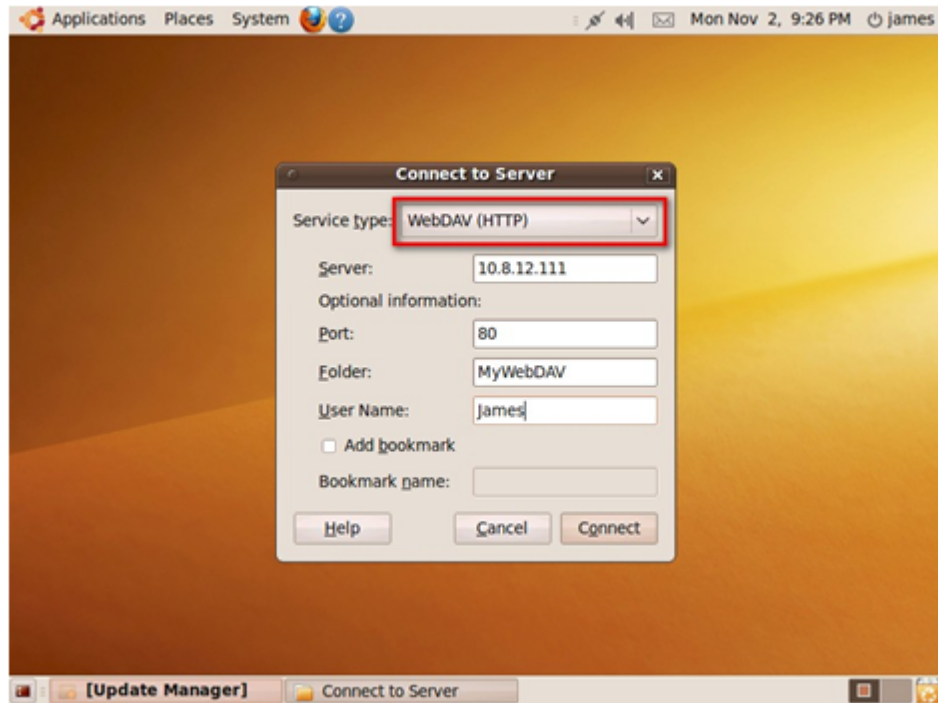 Applications Places System Mon Nov 2, 9:26 PM james
Connect to Server
Service type: WebDAV (HTTP)
Server: 10.8.12.111
Optional information:
Port: 80
Folder: MyWebDAV
User Name: James
Add bookmark
Bookmark name:
Help Cancel Connect
[Update Manager] Connect to Server